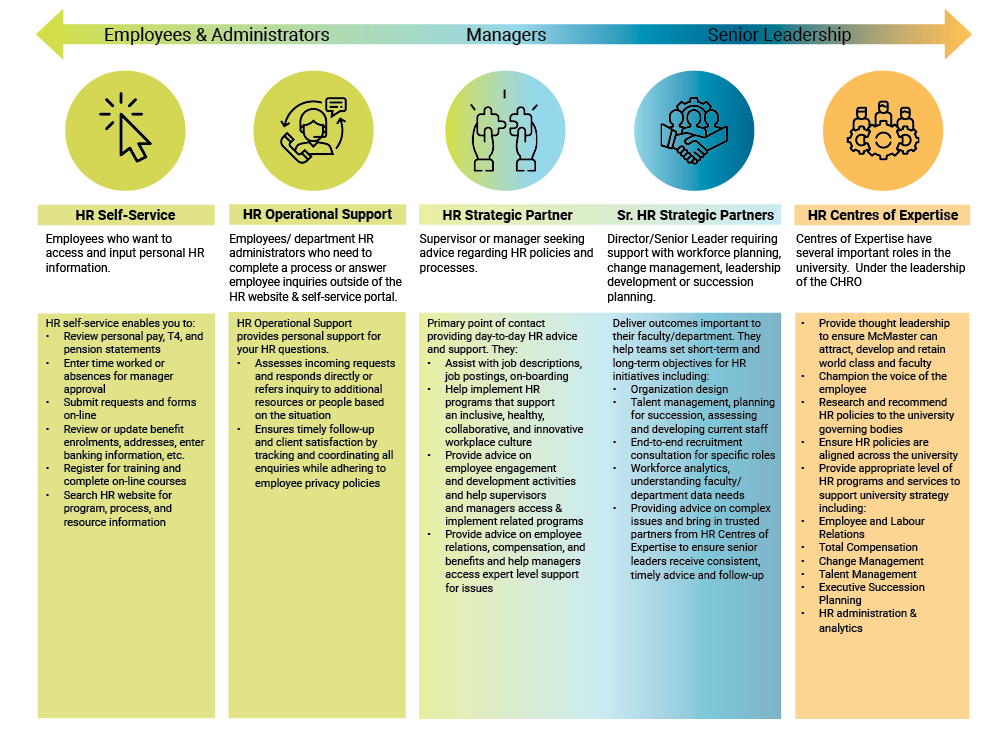 Employees & Administrators
Managers
Senior Leadership
HR Self-Service
Employees who want to
access and input personal HR
information.
HR self-service enables you to:
• Review personal pay, T4, and
pension statements
• Enter time worked or
absences for manager
approval
• Submit requests and forms
on-line
• Review or update benefit
enrolments, addresses, enter
banking information, etc.
• Register for training and
complete on-line courses
• Search HR website for
program, process, and
resource information
HR Operational Support
Employees/ department HR
administrators who need to
complete a process or answer
employee inquiries outside of the
HR website & self-service portal.
HR Operational Support
provides personal support for
your HR questions.
• Assesses incoming requests
and responds directly or
refers inquiry to additional
resources or people based
on the situation
• Ensures timely follow-up
and client satisfaction by
tracking and coordinating all
enquiries while adhering to
employee privacy policies
HR Strategic Partner
Supervisor or manager seeking
advice regarding HR policies and
processes.
Primary point of contact
providing day-to-day HR advice
and support. They:
• Assist with job descriptions,
job postings, on-boarding
• Help implement HR
programs that support
an inclusive, healthy,
collaborative, and innovative
workplace culture
• Provide advice on
employee engagement
and development activities
and help supervisors
and managers access &
implement related programs
• Provide advice on employee
relations, compensation, and
benefits and help managers
access expert level support
for issues
Sr. HR Strategic Partners
Director/Senior Leader requiring
support with workforce planning,
change management, leadership
development or succession
planning.
Deliver outcomes important to
their faculty/department. They
help teams set short-term and
long-term objectives for HR
initiatives including:
• Organization design
• Talent management, planning
for succession, assessing
and developing current staff
• End-to-end recruitment
consultation for specific roles
• Workforce analytics,
understanding faculty/
department data needs
• Providing advice on complex
issues and bring in trusted
partners from HR Centres of
Expertise to ensure senior
leaders receive consistent,
timely advice and follow-up
HR Centres of Expertise
Centres of Expertise have
several important roles in the
university. Under the leadership
of the CHRO
• Provide thought leadership
to ensure McMaster can
attract, develop and retain
world class and faculty
• Champion the voice of the
employee
• Research and recommend
HR policies to the university
governing bodies
• Ensure HR policies are
aligned across the university
• Provide appropriate level of
HR programs and services to
support university strategy
including:
• Employee and Labour
Relations
• Total Compensation
• Change Management
• Talent Management
• Executive Succession
Planning
• HR administration &
analytics